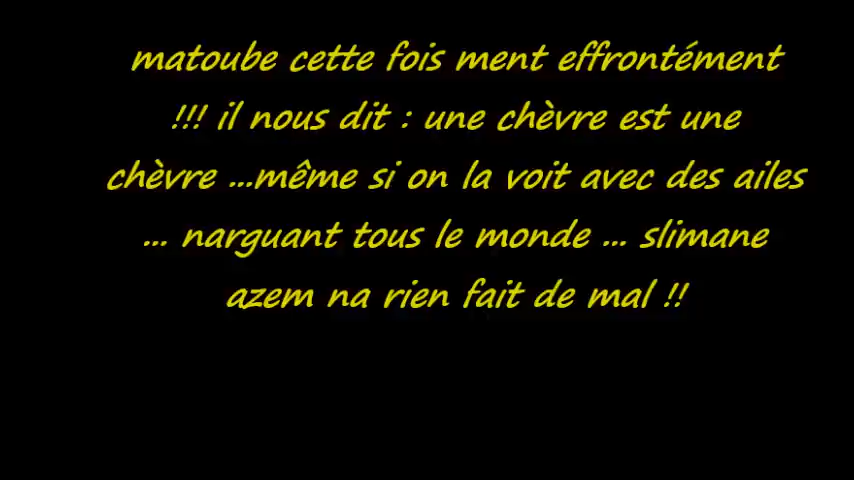 matoube cette fois ment effrontément
!!! il nous dit : une chèvre est une
chèvre ...même si on la voit avec des ailes
... narguant tous le monde ... slimane
azem na rien fait de mal !!